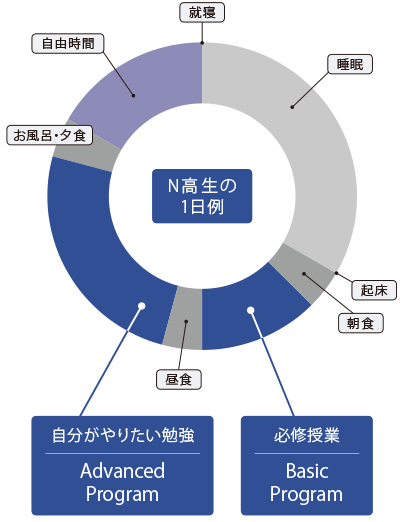 就寝
自由時間
睡眠
お風呂・夕食
N高生の
1日例
起床
朝食
昼食
自分がやりたい勉強
Advanced
Program
必修授業
Basic
Program